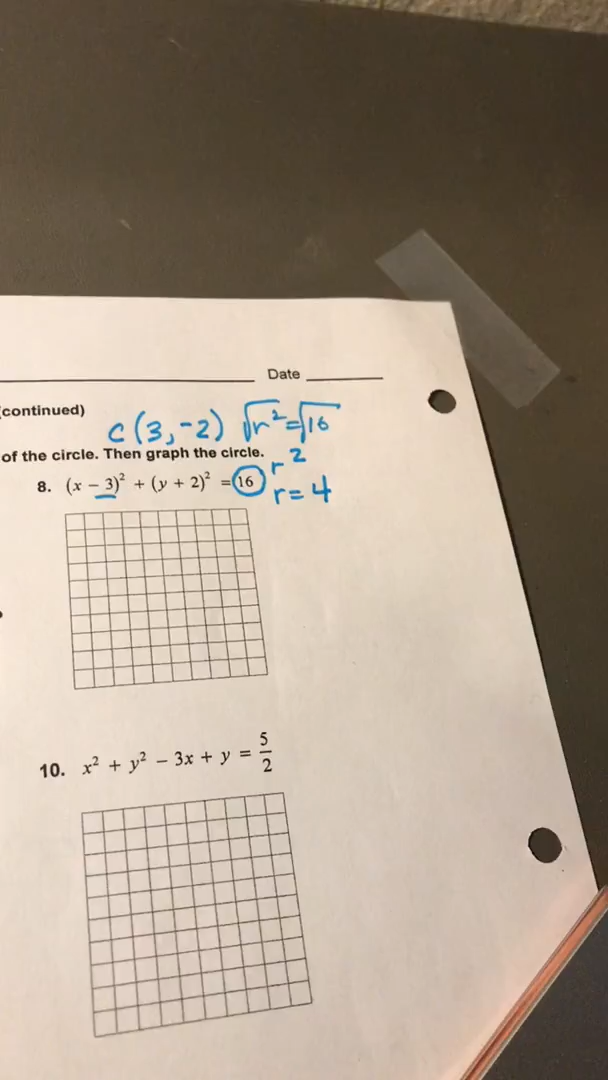 Date
(continued)
C(3,-2) √r²=√16
of the circle. Then graph the circle.
r²
8. (x − 3)² + (y + 2)² = 16
r=4
10. x² + y² − 3x + y = 5/2